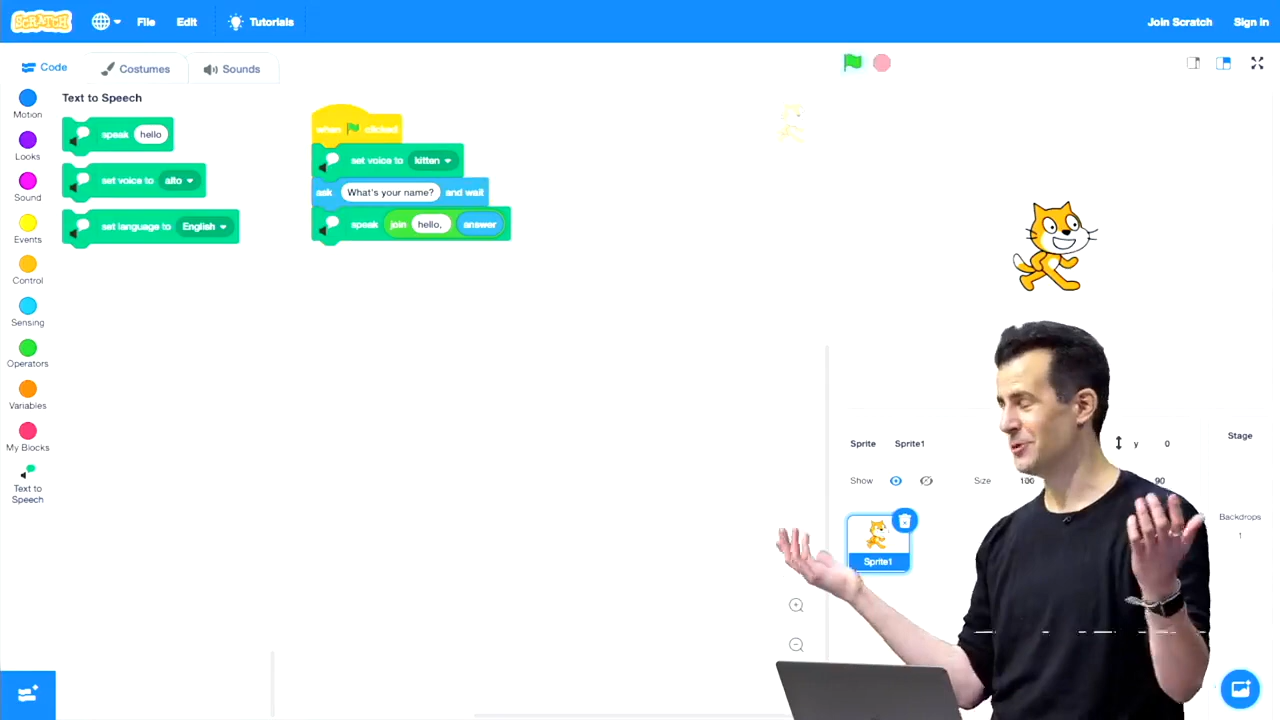 SCRATCH File Edit Tutorials Join Scratch Sign in
Code Costumes Sounds
Motion
Looks
Sound
Events
Control
Sensing
Operators
Variables
My Blocks
Text to
Speech
Text to Speech
speak hello
set voice to alto
set language to English
when clicked
set voice to kitten
ask What's your name? and wait
speak join hello, answer
Sprite Sprite1 y 0
Show Size 100 90
Sprite1
Stage
Backdrops
1